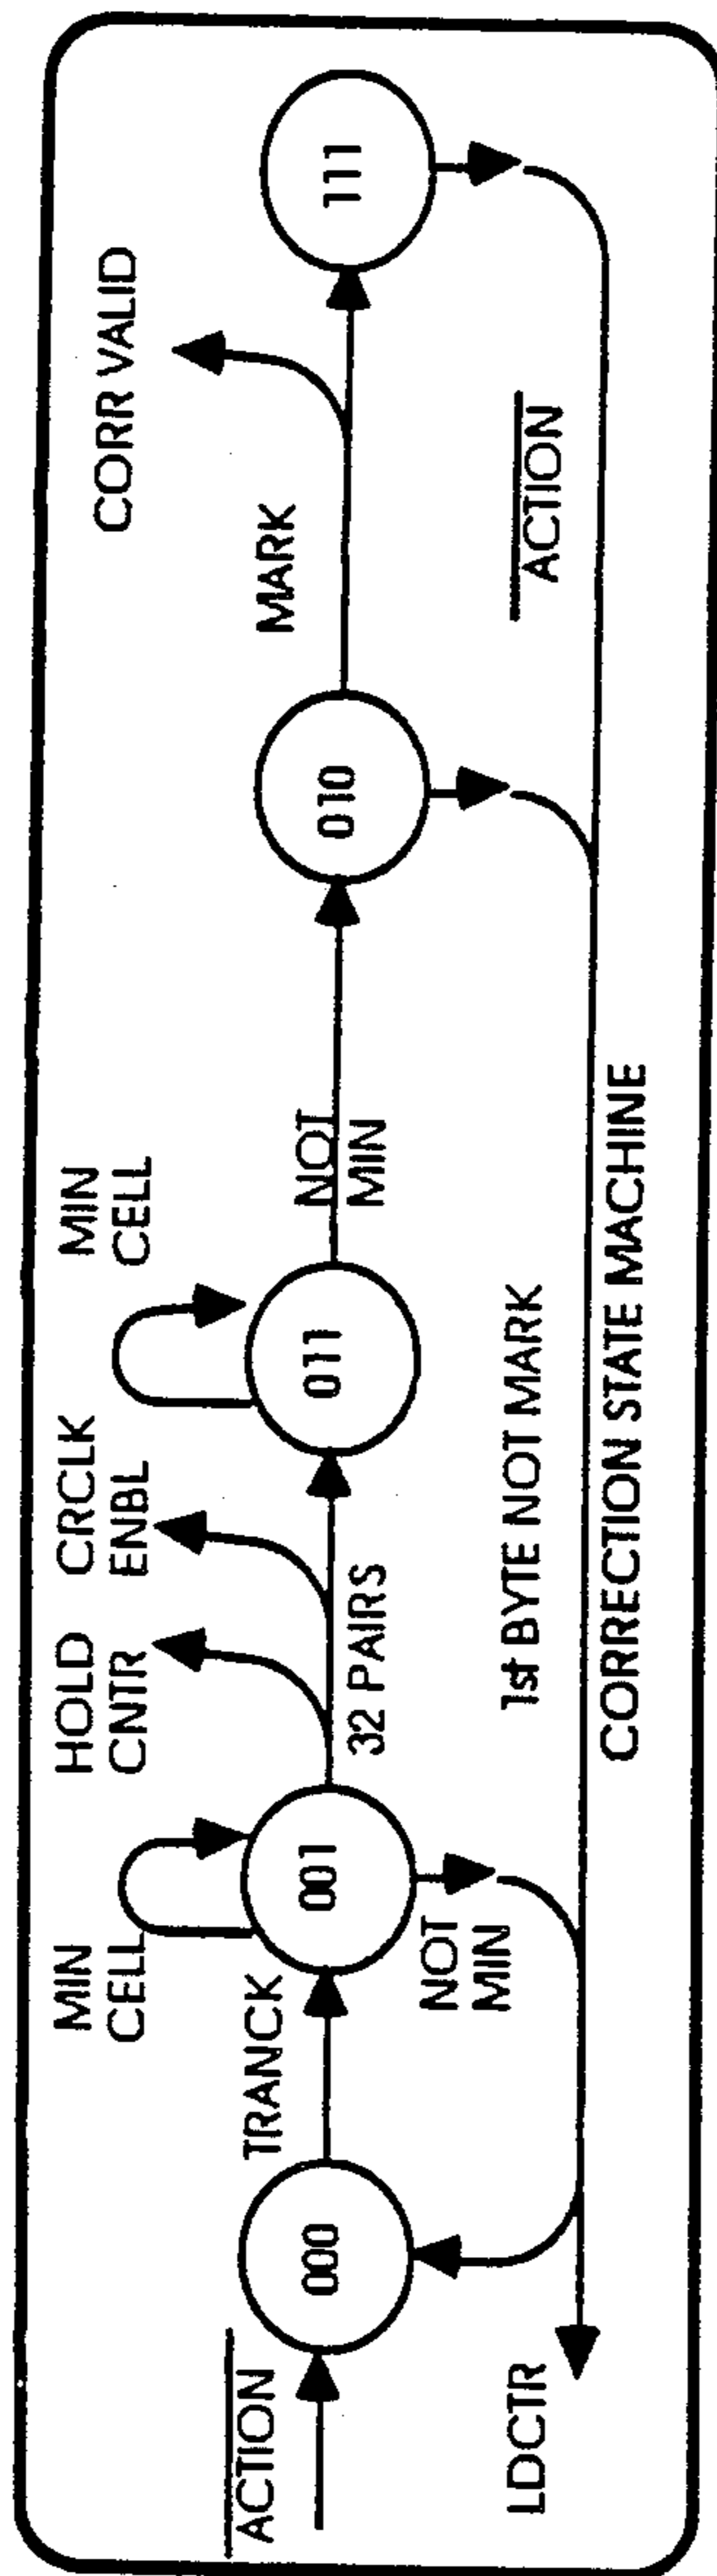 MIN
CELL
HOLD
CNTR
CRCLK
ENBL
MIN
CELL
CORR VALID
ACTION
TRANCK
MARK
000
001
011
010
111
32 PAIRS
NOT
MIN
NOT
MIN
LDCTR
1st BYTE NOT MARK
ACTION
CORRECTION STATE MACHINE